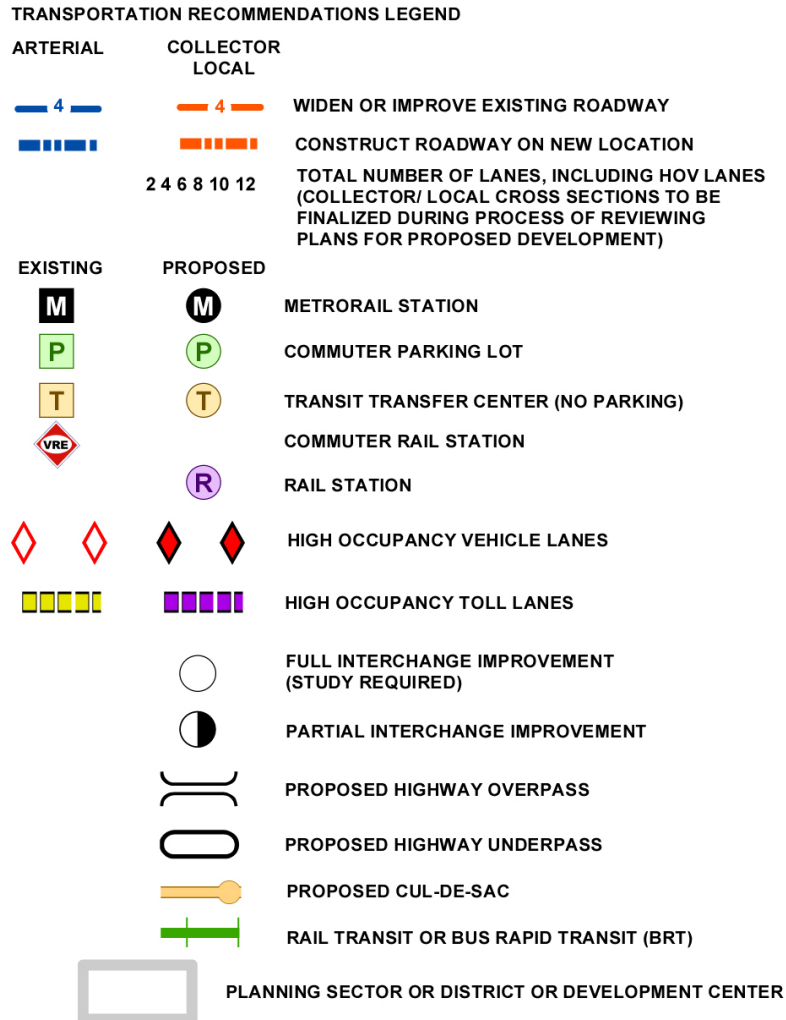 TRANSPORTATION RECOMMENDATIONS LEGEND
ARTERIAL
COLLECTOR
LOCAL
4
4
WIDEN OR IMPROVE EXISTING ROADWAY
CONSTRUCT ROADWAY ON NEW LOCATION
2 4 6 8 10 12
TOTAL NUMBER OF LANES, INCLUDING HOV LANES
(COLLECTOR/ LOCAL CROSS SECTIONS TO BE
FINALIZED DURING PROCESS OF REVIEWING
PLANS FOR PROPOSED DEVELOPMENT)
EXISTING
PROPOSED
M
M
METRORAIL STATION
P
P
COMMUTER PARKING LOT
T
T
TRANSIT TRANSFER CENTER (NO PARKING)
VRE
COMMUTER RAIL STATION
R
RAIL STATION
HIGH OCCUPANCY VEHICLE LANES
HIGH OCCUPANCY TOLL LANES
FULL INTERCHANGE IMPROVEMENT
(STUDY REQUIRED)
PARTIAL INTERCHANGE IMPROVEMENT
PROPOSED HIGHWAY OVERPASS
PROPOSED HIGHWAY UNDERPASS
PROPOSED CUL-DE-SAC
RAIL TRANSIT OR BUS RAPID TRANSIT (BRT)
PLANNING SECTOR OR DISTRICT OR DEVELOPMENT CENTER